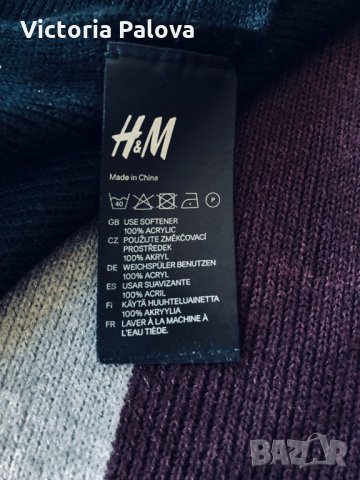 Victoria Palova
H&M
Made in China
40 P
GB USE SOFTENER
100% ACRYLIC
CZ POUŽIJTE ZMĚKČOVACÍ
PROSTŘEDEK
100% AKRYL
DE WEICHSPÜLER BENUTZEN
100% ACRYL
ES USAR SUAVIZANTE
100% ACRIL
FI KÄYTÄ HUUHTELUAINETTA
100% AKRYYLIA
FR LAVER À LA MACHINE À
L'EAU TIÈDE.
BAZAR